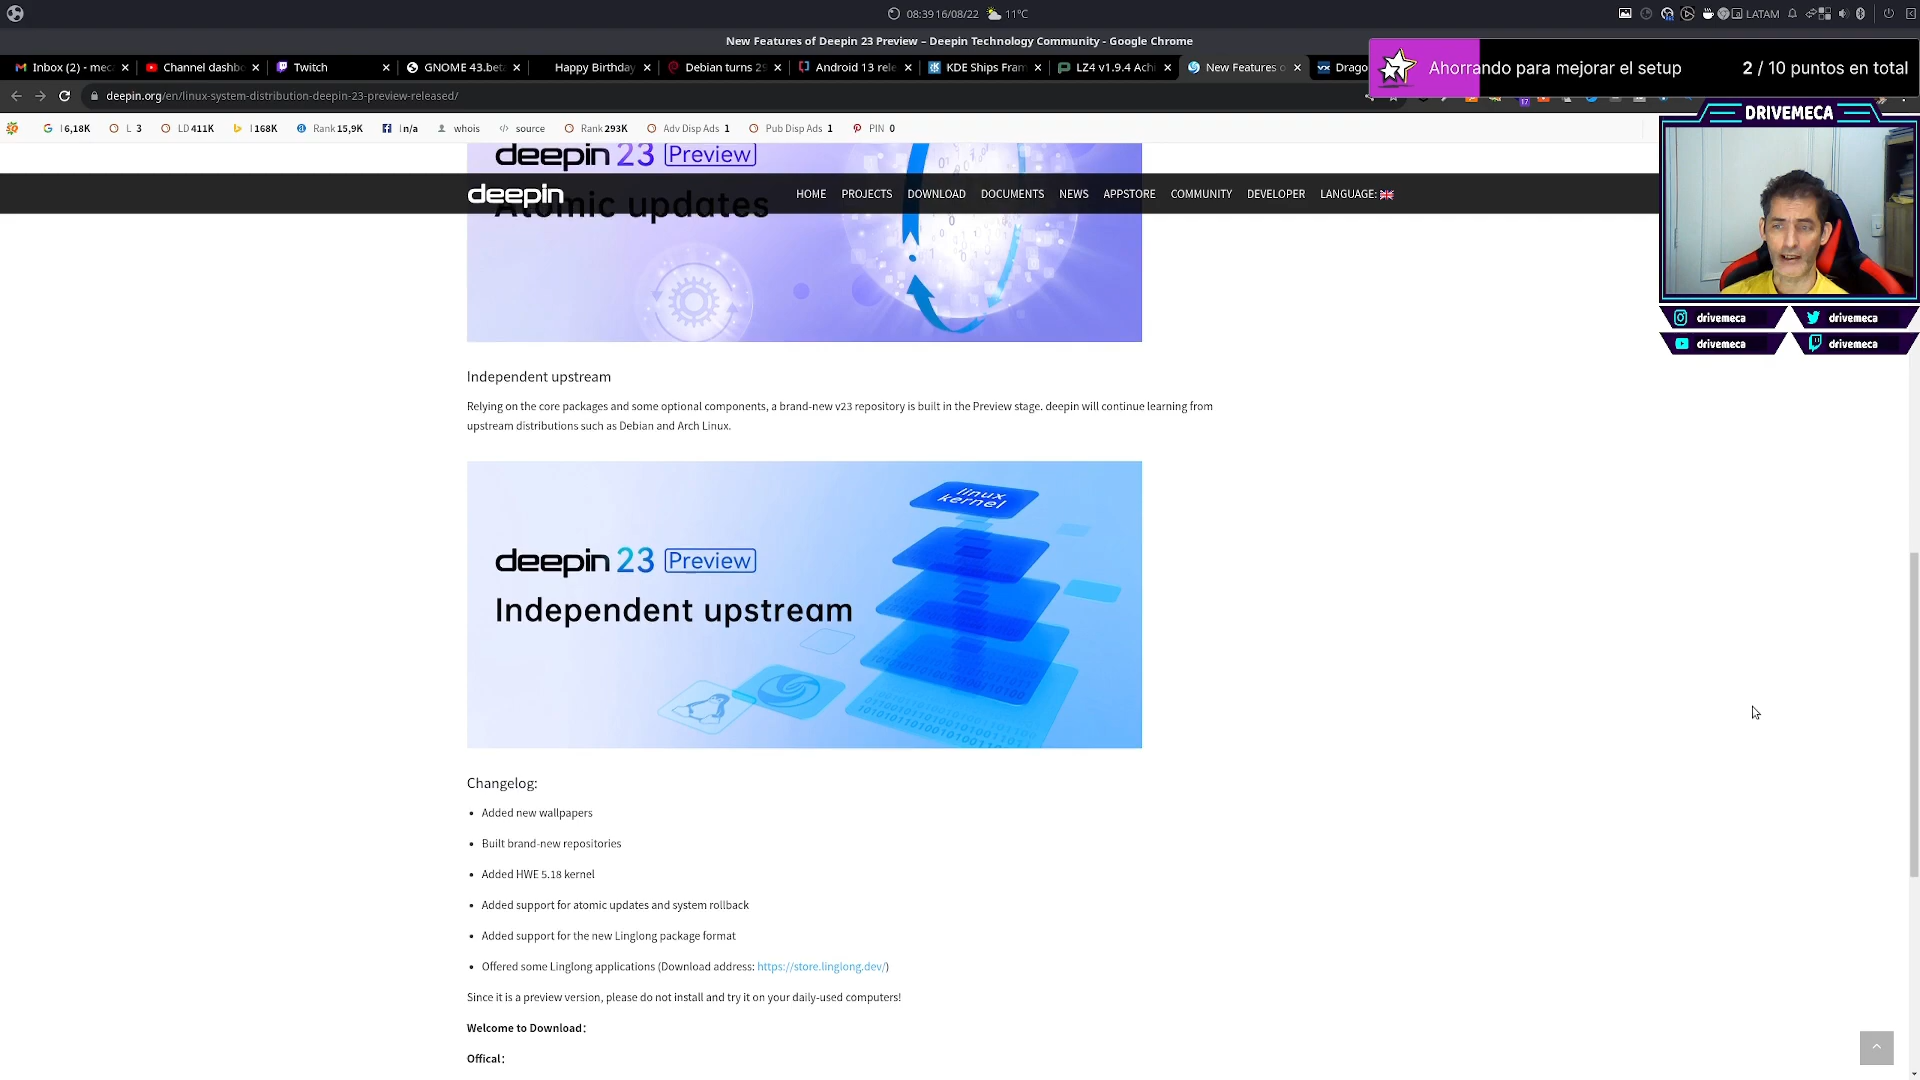 08:39 16/08/22
11°C
LATAM
New Features of Deepin 23 Preview – Deepin Technology Community - Google Chrome
Inbox (2) - mec
Channel dashbo
Twitch
GNOME 43.beta
Happy Birthday
Debian turns 29
Android 13 rele
KDE Ships Fram
LZ4 v1.9.4 Achi
New Features o
Drago
Ahorrando para mejorar el setup
2 / 10 puntos en total
deepin.org/en/linux-system-distribution-deepin-23-preview-released/
17
I 6,18K
L 3
LD 411K
I 168K
Rank 15,9K
I n/a
whois
source
Rank 293K
Adv Disp Ads 1
Pub Disp Ads 1
PIN 0
DRIVEMECA
deepin 23 Preview
deepin
HOME
PROJECTS
DOWNLOAD
DOCUMENTS
NEWS
APPSTORE
COMMUNITY
DEVELOPER
LANGUAGE:
Atomic updates
drivemeca
drivemeca
drivemeca
drivemeca
Independent upstream
Relying on the core packages and some optional components, a brand-new v23 repository is built in the Preview stage. deepin will continue learning from
upstream distributions such as Debian and Arch Linux.
linux
kernel
deepin 23 Preview
Independent upstream
Changelog:
• Added new wallpapers
• Built brand-new repositories
• Added HWE 5.18 kernel
• Added support for atomic updates and system rollback
• Added support for the new Linglong package format
• Offered some Linglong applications (Download address: https://store.linglong.dev/)
Since it is a preview version, please do not install and try it on your daily-used computers!
Welcome to Download:
Offical: